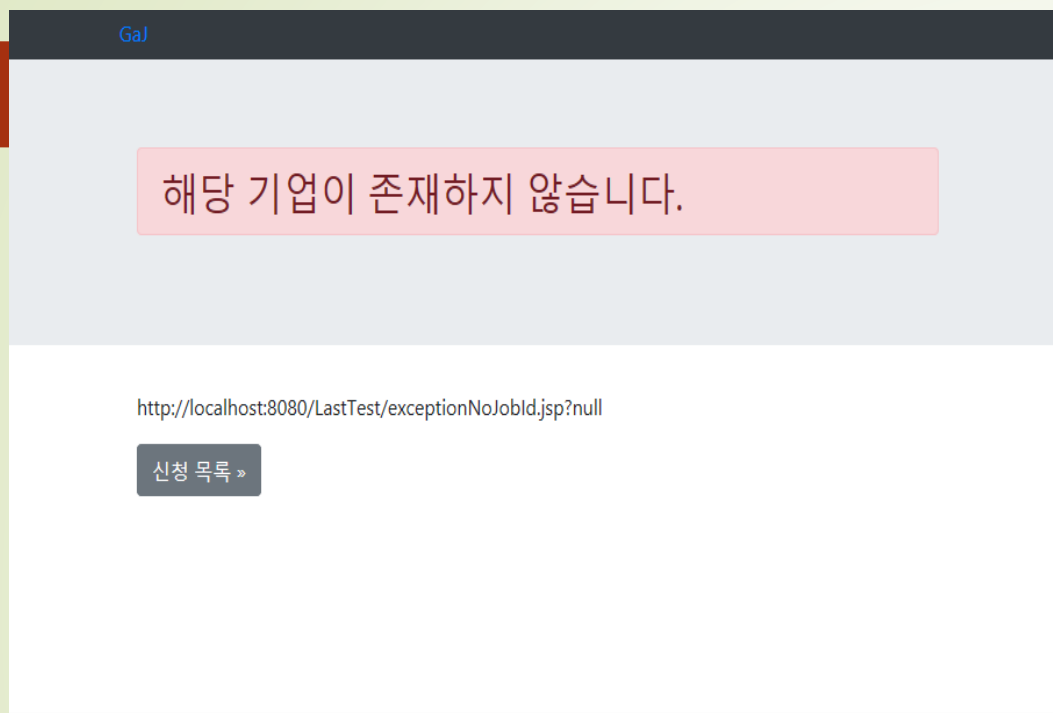 GaJ
해당 기업이 존재하지 않습니다.
http://localhost:8080/LastTest/exceptionNoJobId.jsp?null
신청 목록 »